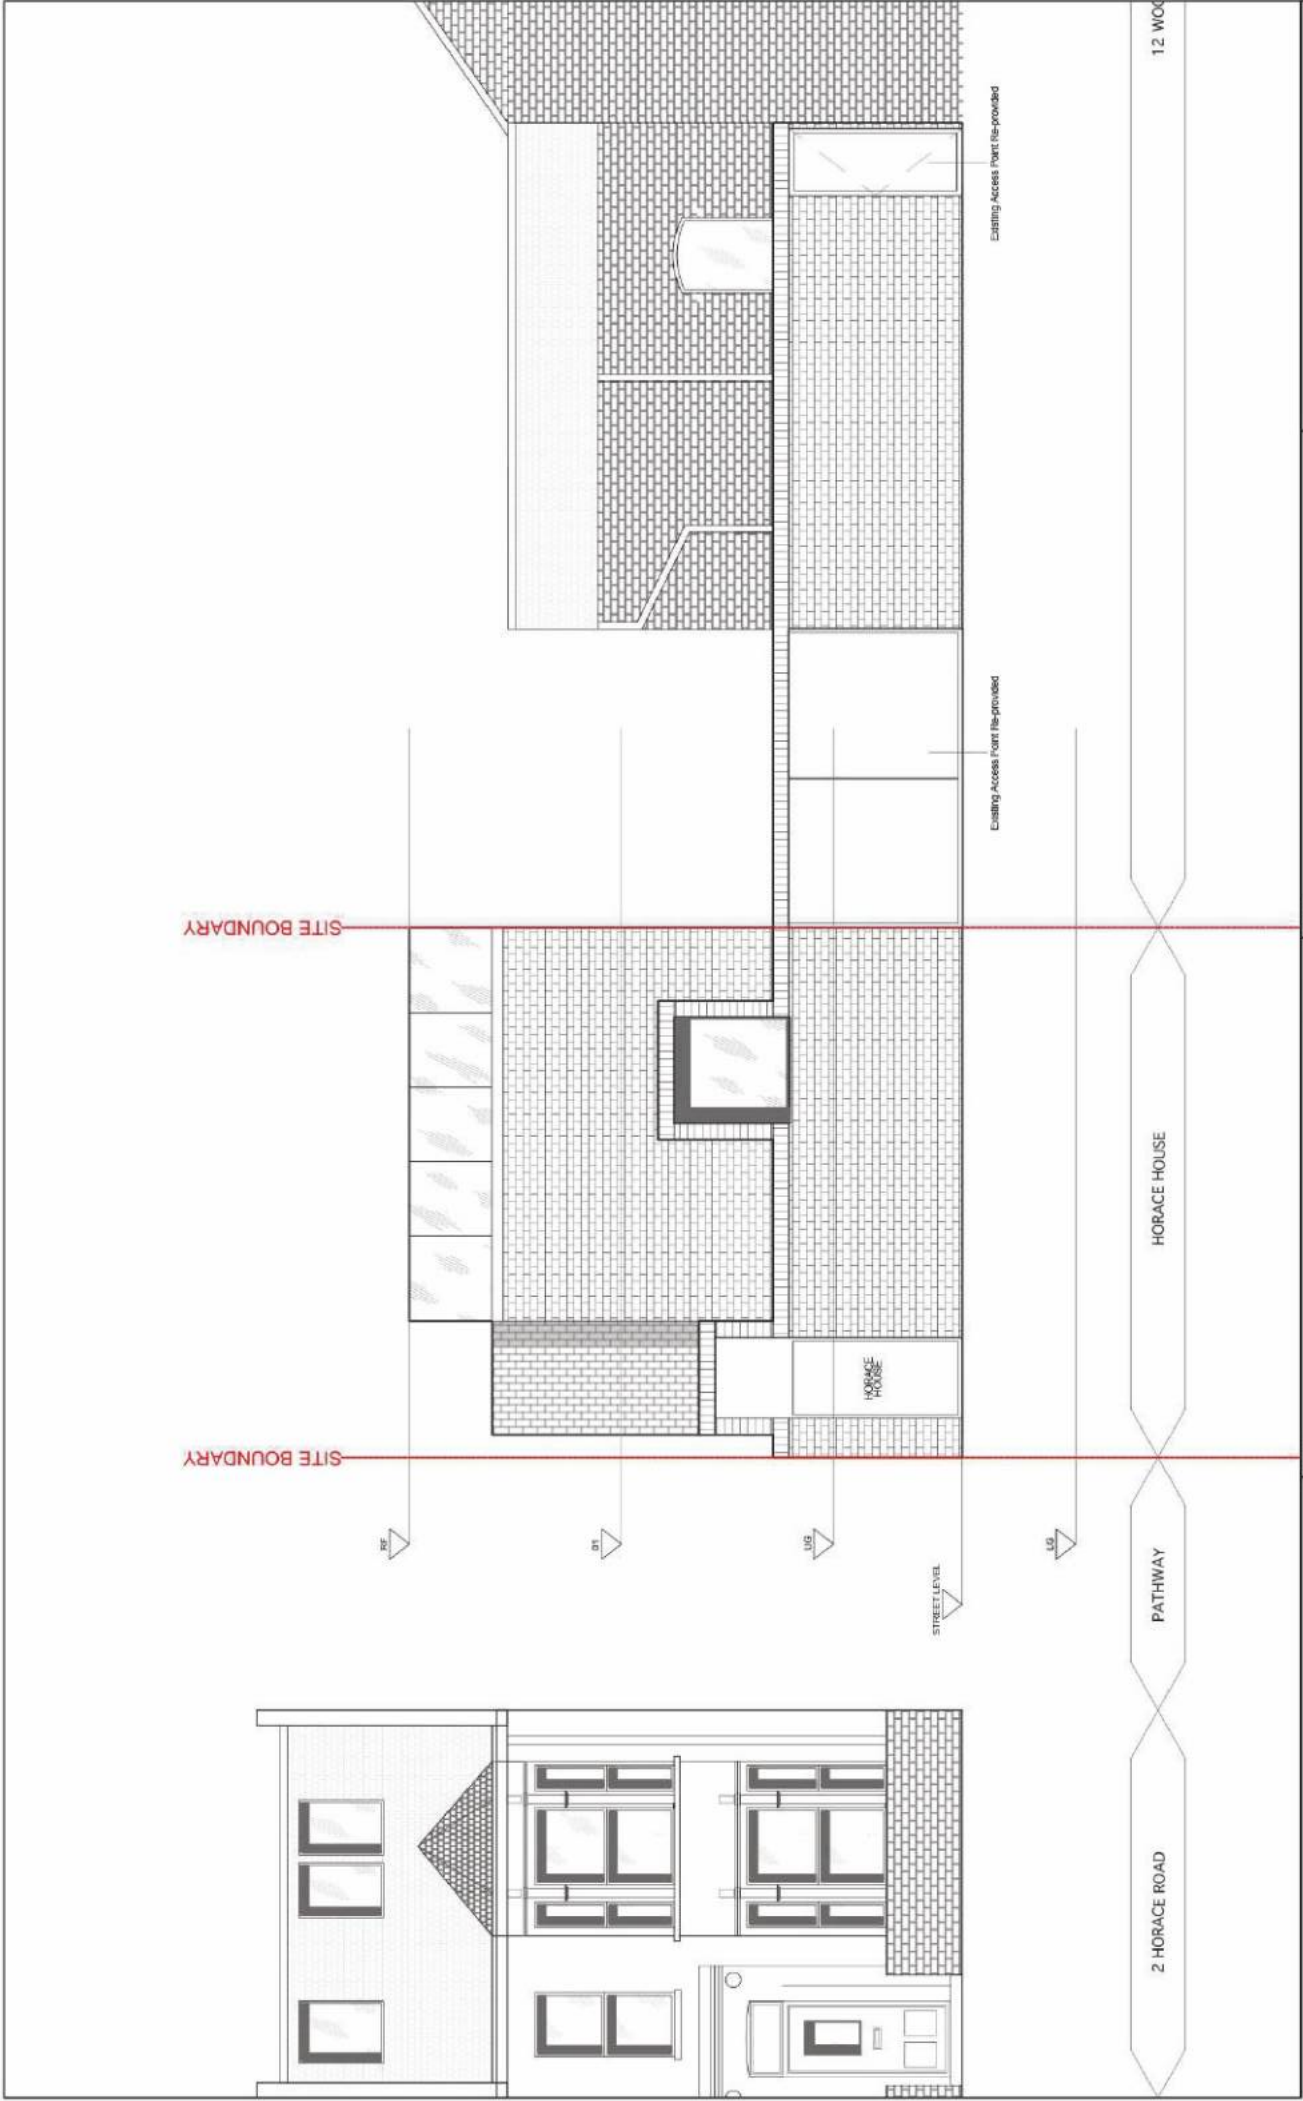 SITE BOUNDARY
SITE BOUNDARY
RF
01
UG
STREET LEVEL
LG
HORACE
HOUSE
Existing Access Point Re-provided
Existing Access Point Re-provided
2 HORACE ROAD
PATHWAY
HORACE HOUSE
12 WOO